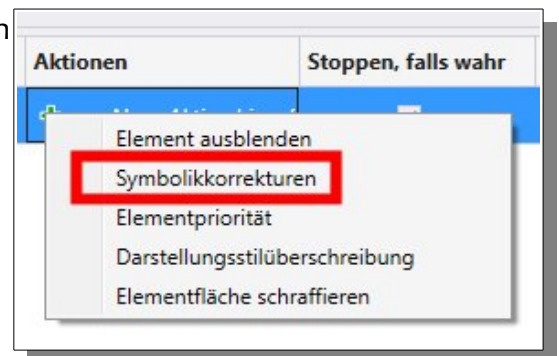 n
Aktionen Stoppen, falls wahr
Element ausblenden
Symbolikkorrekturen
Elementpriorität
Darstellungsstilüberschreibung
Elementfläche schraffieren